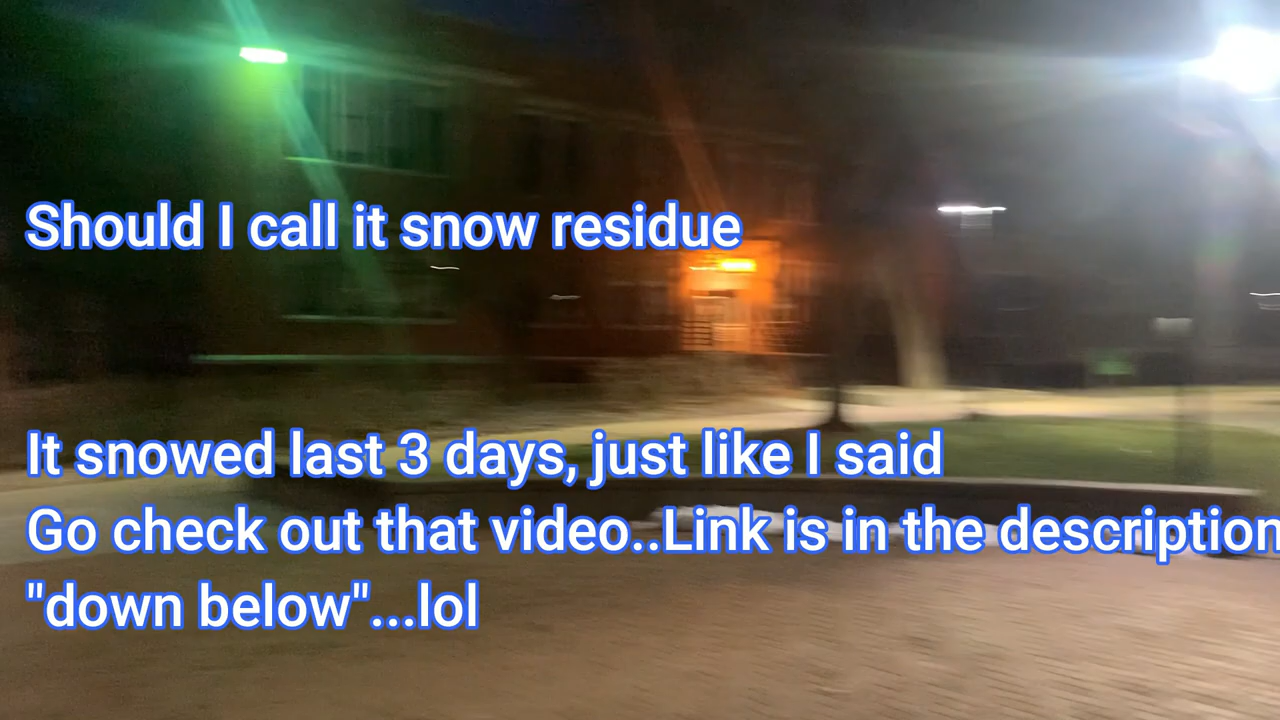 Should I call it snow residue
It snowed last 3 days, just like I said
Go check out that video..Link is in the description
"down below"...lol